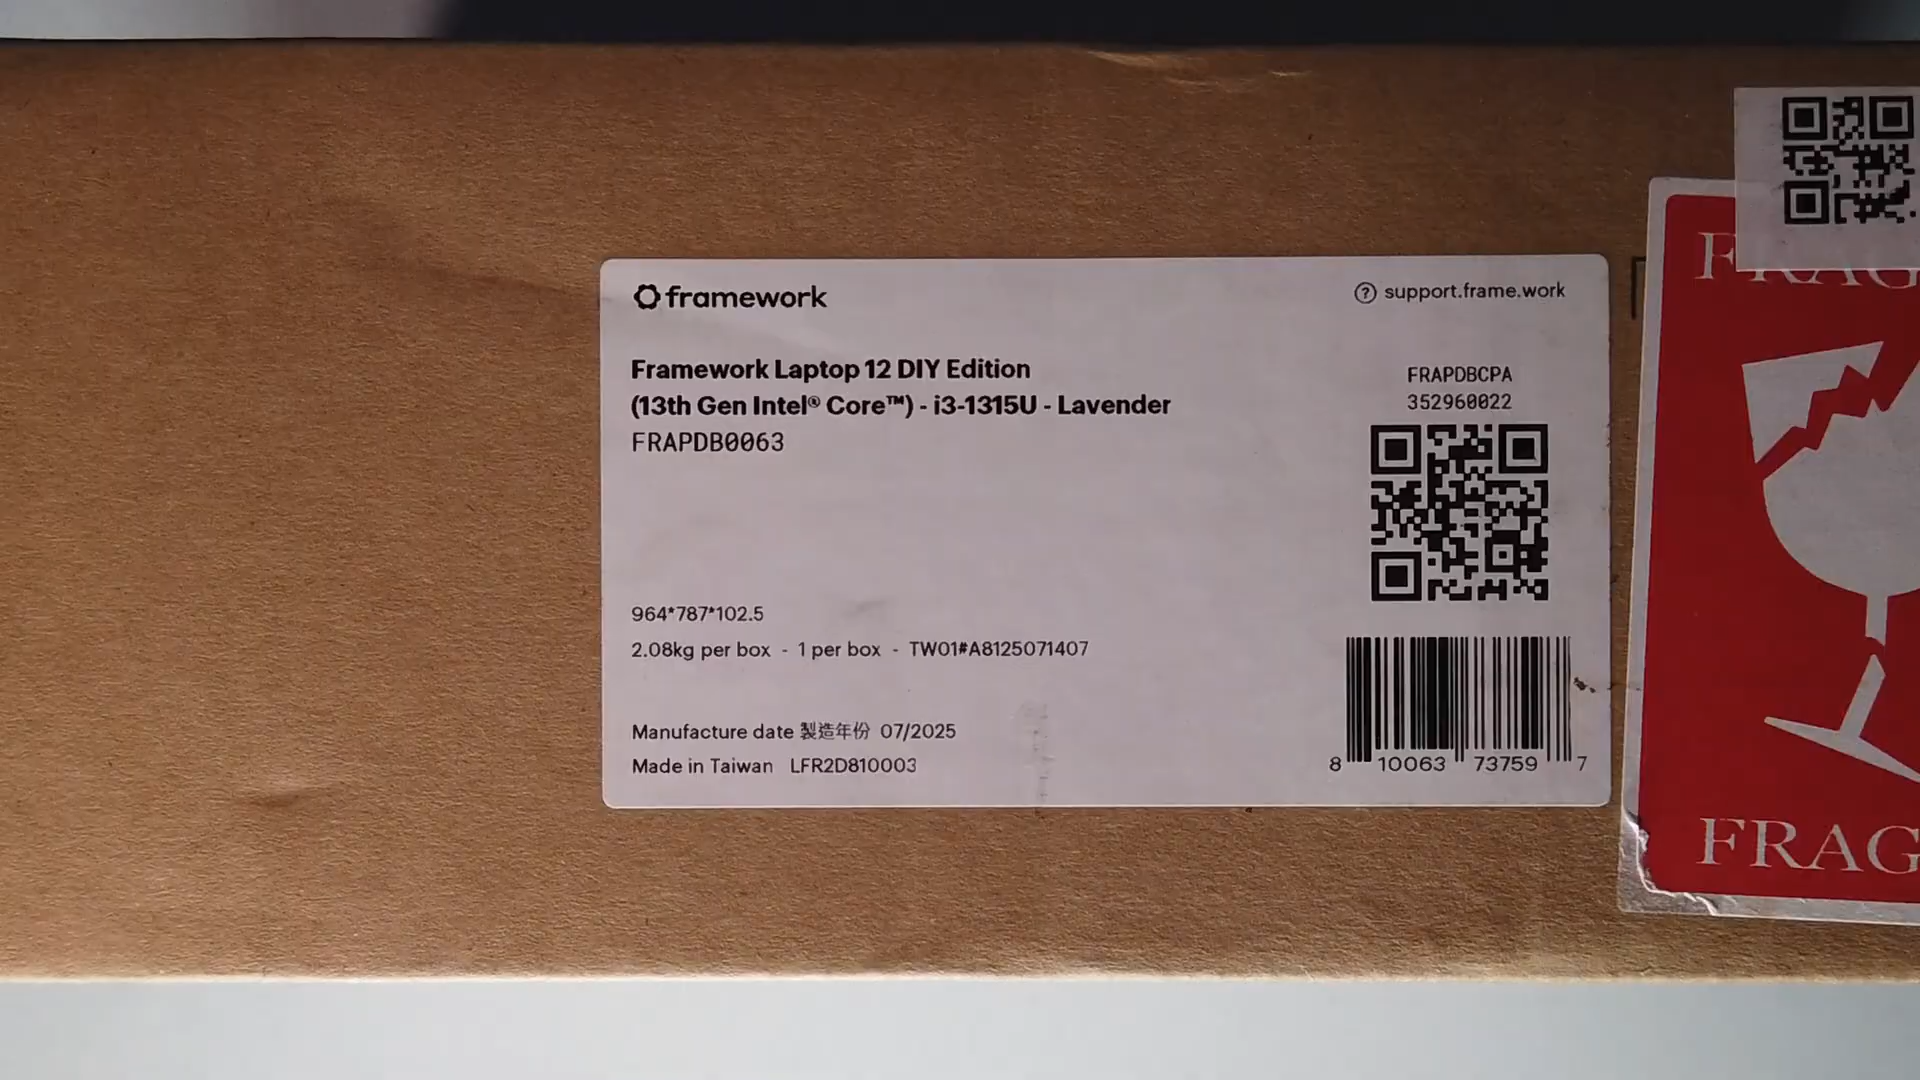 framework
support.frame.work
Framework Laptop 12 DIY Edition
(13th Gen Intel® Core™) - i3-1315U - Lavender
FRAPDB0063
FRAPDBCPA
352960022
964*787*102.5
2.08kg per box - 1 per box - TW01#A8125071407
Manufacture date 製造年份 07/2025
Made in Taiwan LFR2D810003
8 10063 73759 7
FRAG
FRAG